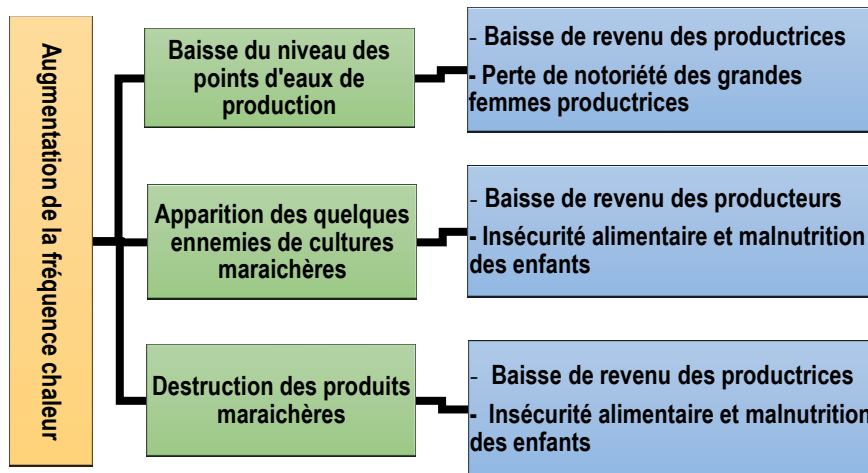 Augmentation de la fréquence chaleur
Baisse du niveau des
points d'eaux de
production
- Baisse de revenu des productrices
- Perte de notoriété des grandes
femmes productrices
Apparition des quelques
ennemies de cultures
maraichères
- Baisse de revenu des producteurs
- Insécurité alimentaire et malnutrition
des enfants
Destruction des produits
maraichères
- Baisse de revenu des productrices
- Insécurité alimentaire et malnutrition
des enfants